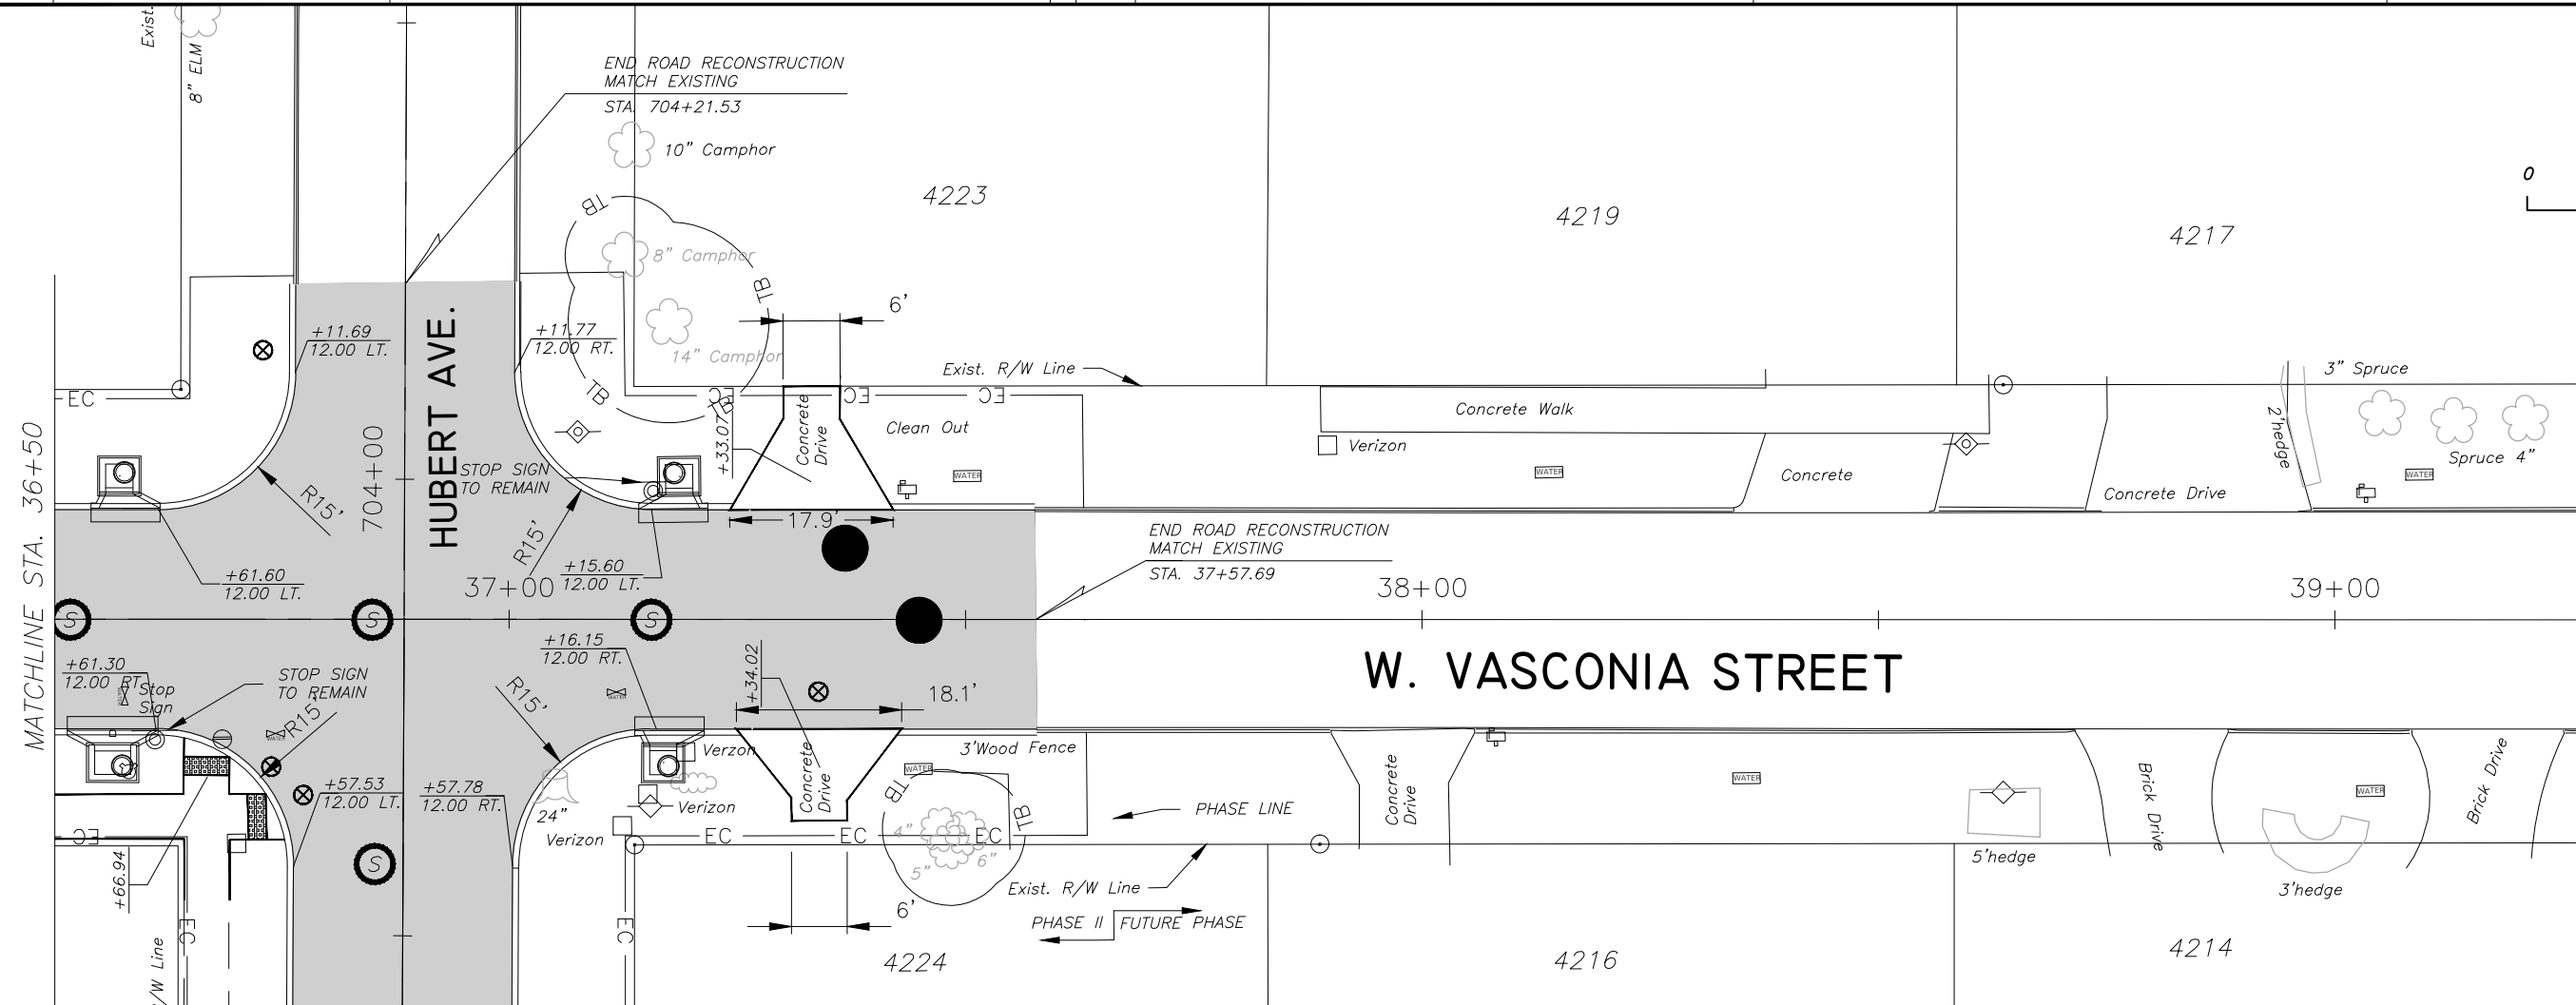 Exist.
8" ELM
END ROAD RECONSTRUCTION
MATCH EXISTING
STA. 704+21.53
10" Camphor
TB
8" Camphor
TB
14" Camphor
TB
TB
4223
4219
4217
0
6'
+11.69
12.00 LT.
+11.77
12.00 RT.
HUBERT AVE.
704+00
MATCHLINE STA. 36+50
EC
EC
EC
EC
Exist. R/W Line
Concrete Walk
Concrete
Drive
Clean Out
+33.07
Verizon
WATER
WATER
Concrete
Concrete Drive
2'hedge
3" Spruce
Spruce 4"
WATER
STOP SIGN
TO REMAIN
R15'
R15'
17.9'
+61.60
12.00 LT.
37+00
+15.60
12.00 LT.
END ROAD RECONSTRUCTION
MATCH EXISTING
STA. 37+57.69
38+00
39+00
S
S
S
W. VASCONIA STREET
+61.30
12.00 RT.
Stop
Sign
STOP SIGN
TO REMAIN
R15'
WATER
+16.15
12.00 RT.
WATER
+34.02
18.1'
R15'
Verzon
Concrete
Drive
3'Wood Fence
WATER
TB
TB
+57.53
12.00 LT.
+57.78
12.00 RT.
24"
Verizon
Verizon
EC
EC
EC
EC
4"
5"
6"
PHASE LINE
Concrete
Drive
WATER
Brick Drive
WATER
Brick Drive
5'hedge
3'hedge
S
+66.94
EC
EC
R/W Line
Exist. R/W Line
6'
PHASE II
FUTURE PHASE
4224
4216
4214